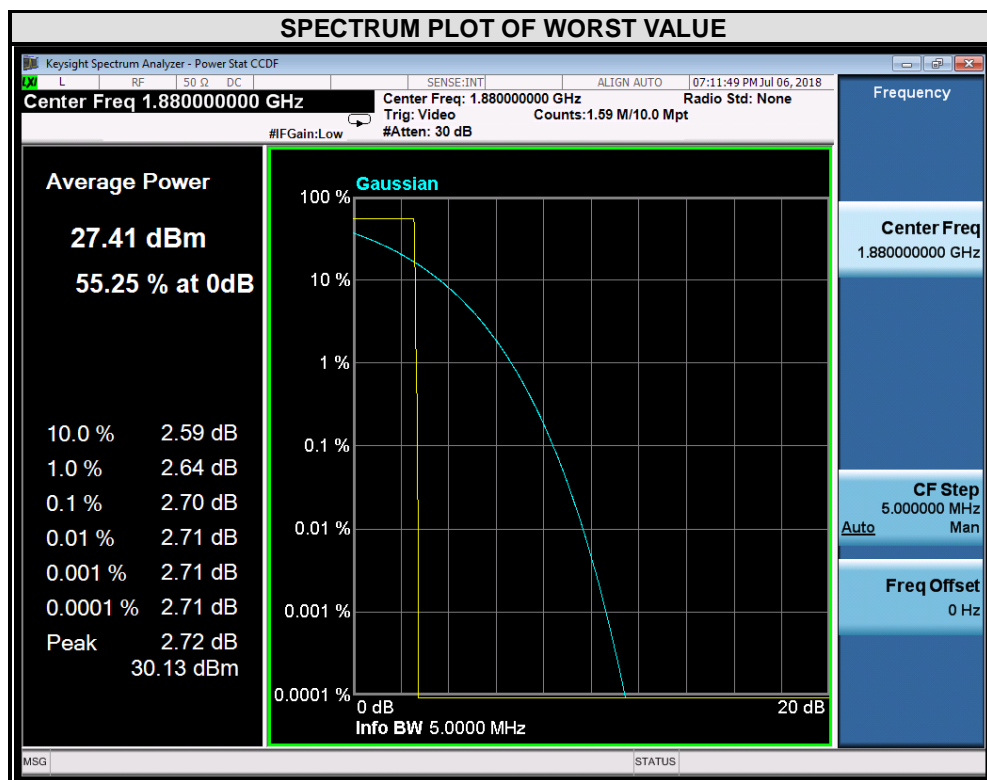 SPECTRUM PLOT OF WORST VALUE
Keysight Spectrum Analyzer - Power Stat CCDF
LXI L RF 50 Ω DC SENSE:INT ALIGN AUTO 07:11:49 PM Jul 06, 2018
Center Freq 1.880000000 GHz
Center Freq: 1.880000000 GHz Radio Std: None
Trig: Video Counts:1.59 M/10.0 Mpt
#IFGain:Low #Atten: 30 dB
Frequency
Average Power
27.41 dBm
55.25 % at 0dB
10.0 % 2.59 dB
1.0 % 2.64 dB
0.1 % 2.70 dB
0.01 % 2.71 dB
0.001 % 2.71 dB
0.0001 % 2.71 dB
Peak 2.72 dB
30.13 dBm
Gaussian
100 %
10 %
1 %
0.1 %
0.01 %
0.001 %
0.0001 %
0 dB 20 dB
Info BW 5.0000 MHz
Center Freq
1.880000000 GHz
CF Step
5.000000 MHz
Auto Man
Freq Offset
0 Hz
MSG STATUS